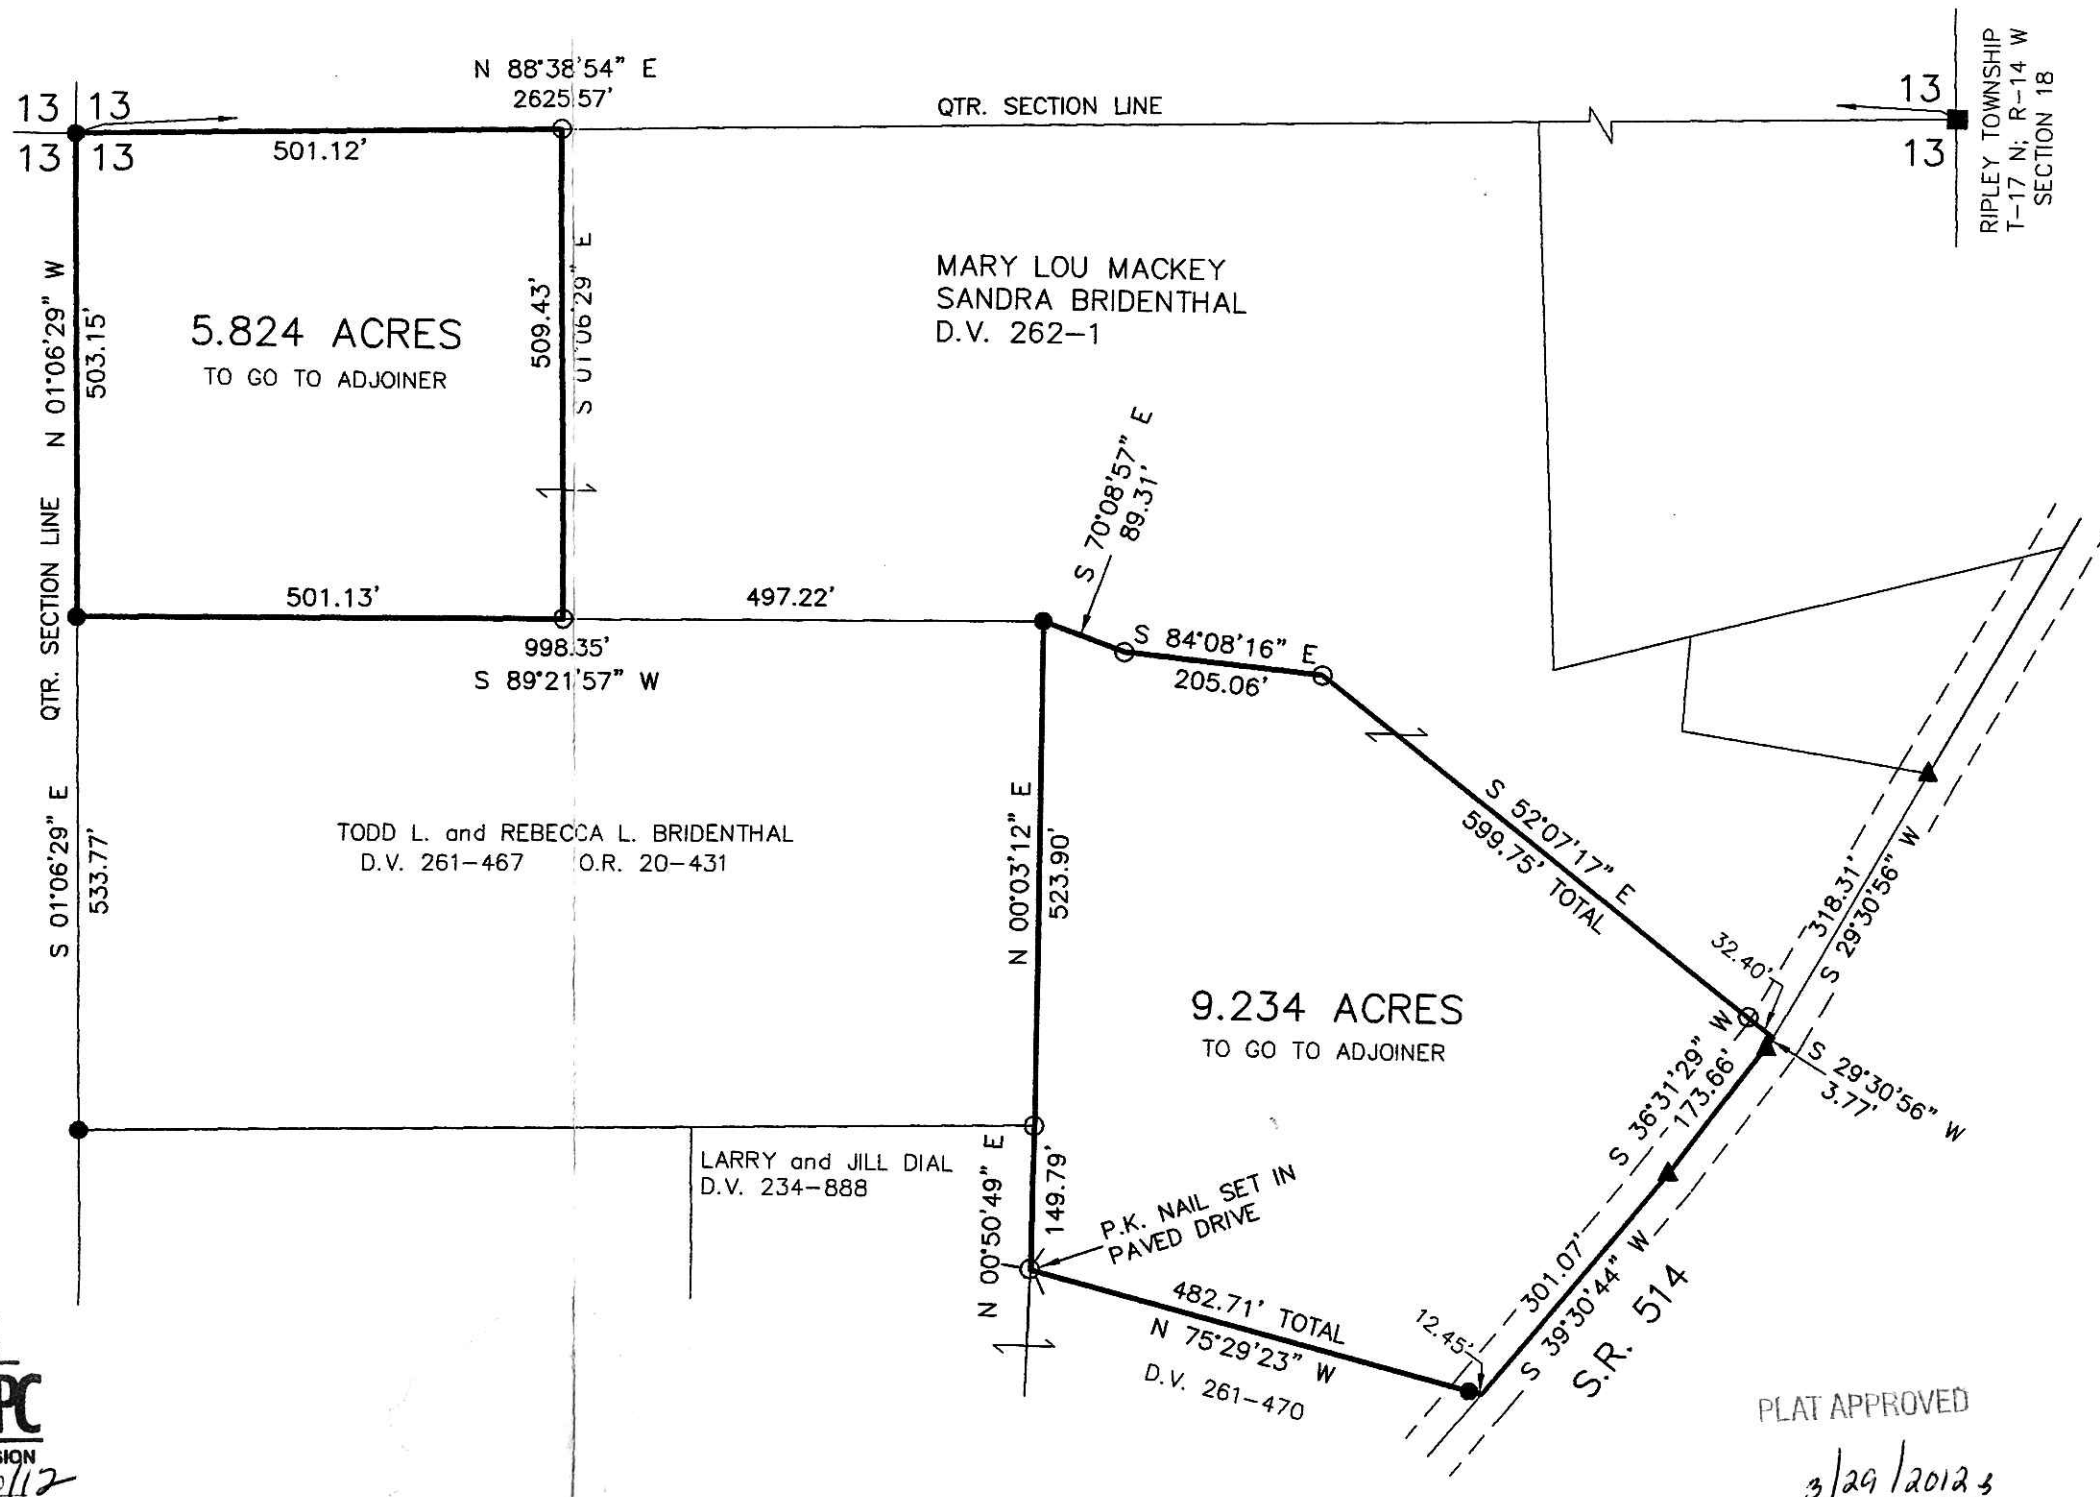 N 88°38'54" E
2625.57'
QTR. SECTION LINE
13 13
13 13
501.12'
13
13
RIPLEY TOWNSHIP
T-17 N; R-14 W
SECTION 18
N 01°06'29" W
503.15'
5.824 ACRES
TO GO TO ADJOINER
509.43'
S 01°06'29" E
MARY LOU MACKEY
SANDRA BRIDENTHAL
D.V. 262-1
S 70°08'57" E
89.31'
QTR. SECTION LINE
501.13'
497.22'
998.35'
S 89°21'57" W
S 84°08'16" E
205.06'
S 52°07'17" E
599.75' TOTAL
S 01°06'29" E
533.77'
TODD L. and REBECCA L. BRIDENTHAL
D.V. 261-467 O.R. 20-431
N 00°03'12" E
523.90'
318.31'
S 29°30'56" W
32.40'
9.234 ACRES
TO GO TO ADJOINER
S 36°31'29" W
173.66'
S 29°30'56" W
3.77'
LARRY and JILL DIAL
D.V. 234-888
N 00°50'49" E
149.79'
P.K. NAIL SET IN
PAVED DRIVE
482.71' TOTAL
N 75°29'23" W
D.V. 261-470
12.45'
301.07'
S 39°30'44" W
S.R. 514
PLAT APPROVED
3/29/2012
PC
/12